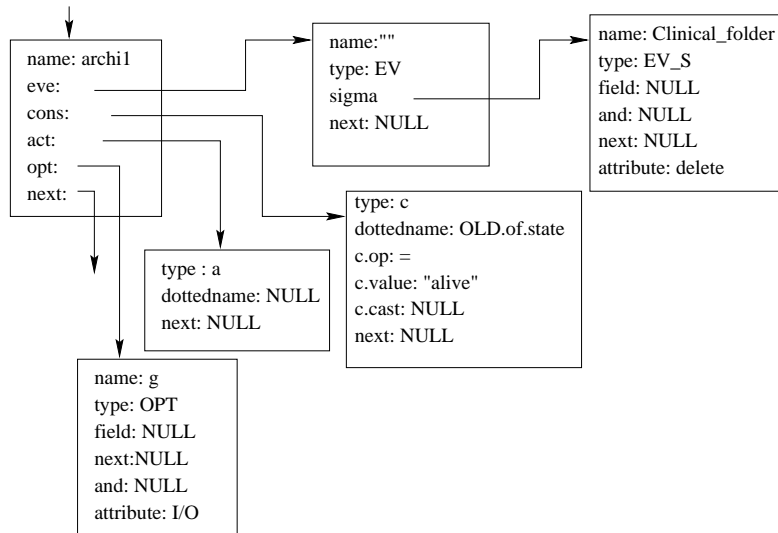 name: archi1
eve:
cons:
act:
opt:
next:
name:""
type: EV
sigma
next: NULL
name: Clinical_folder
type: EV_S
field: NULL
and: NULL
next: NULL
attribute: delete
type: c
dottedname: OLD.of.state
c.op: =
c.value: "alive"
c.cast: NULL
next: NULL
type : a
dottedname: NULL
next: NULL
name: g
type: OPT
field: NULL
next:NULL
and: NULL
attribute: I/O